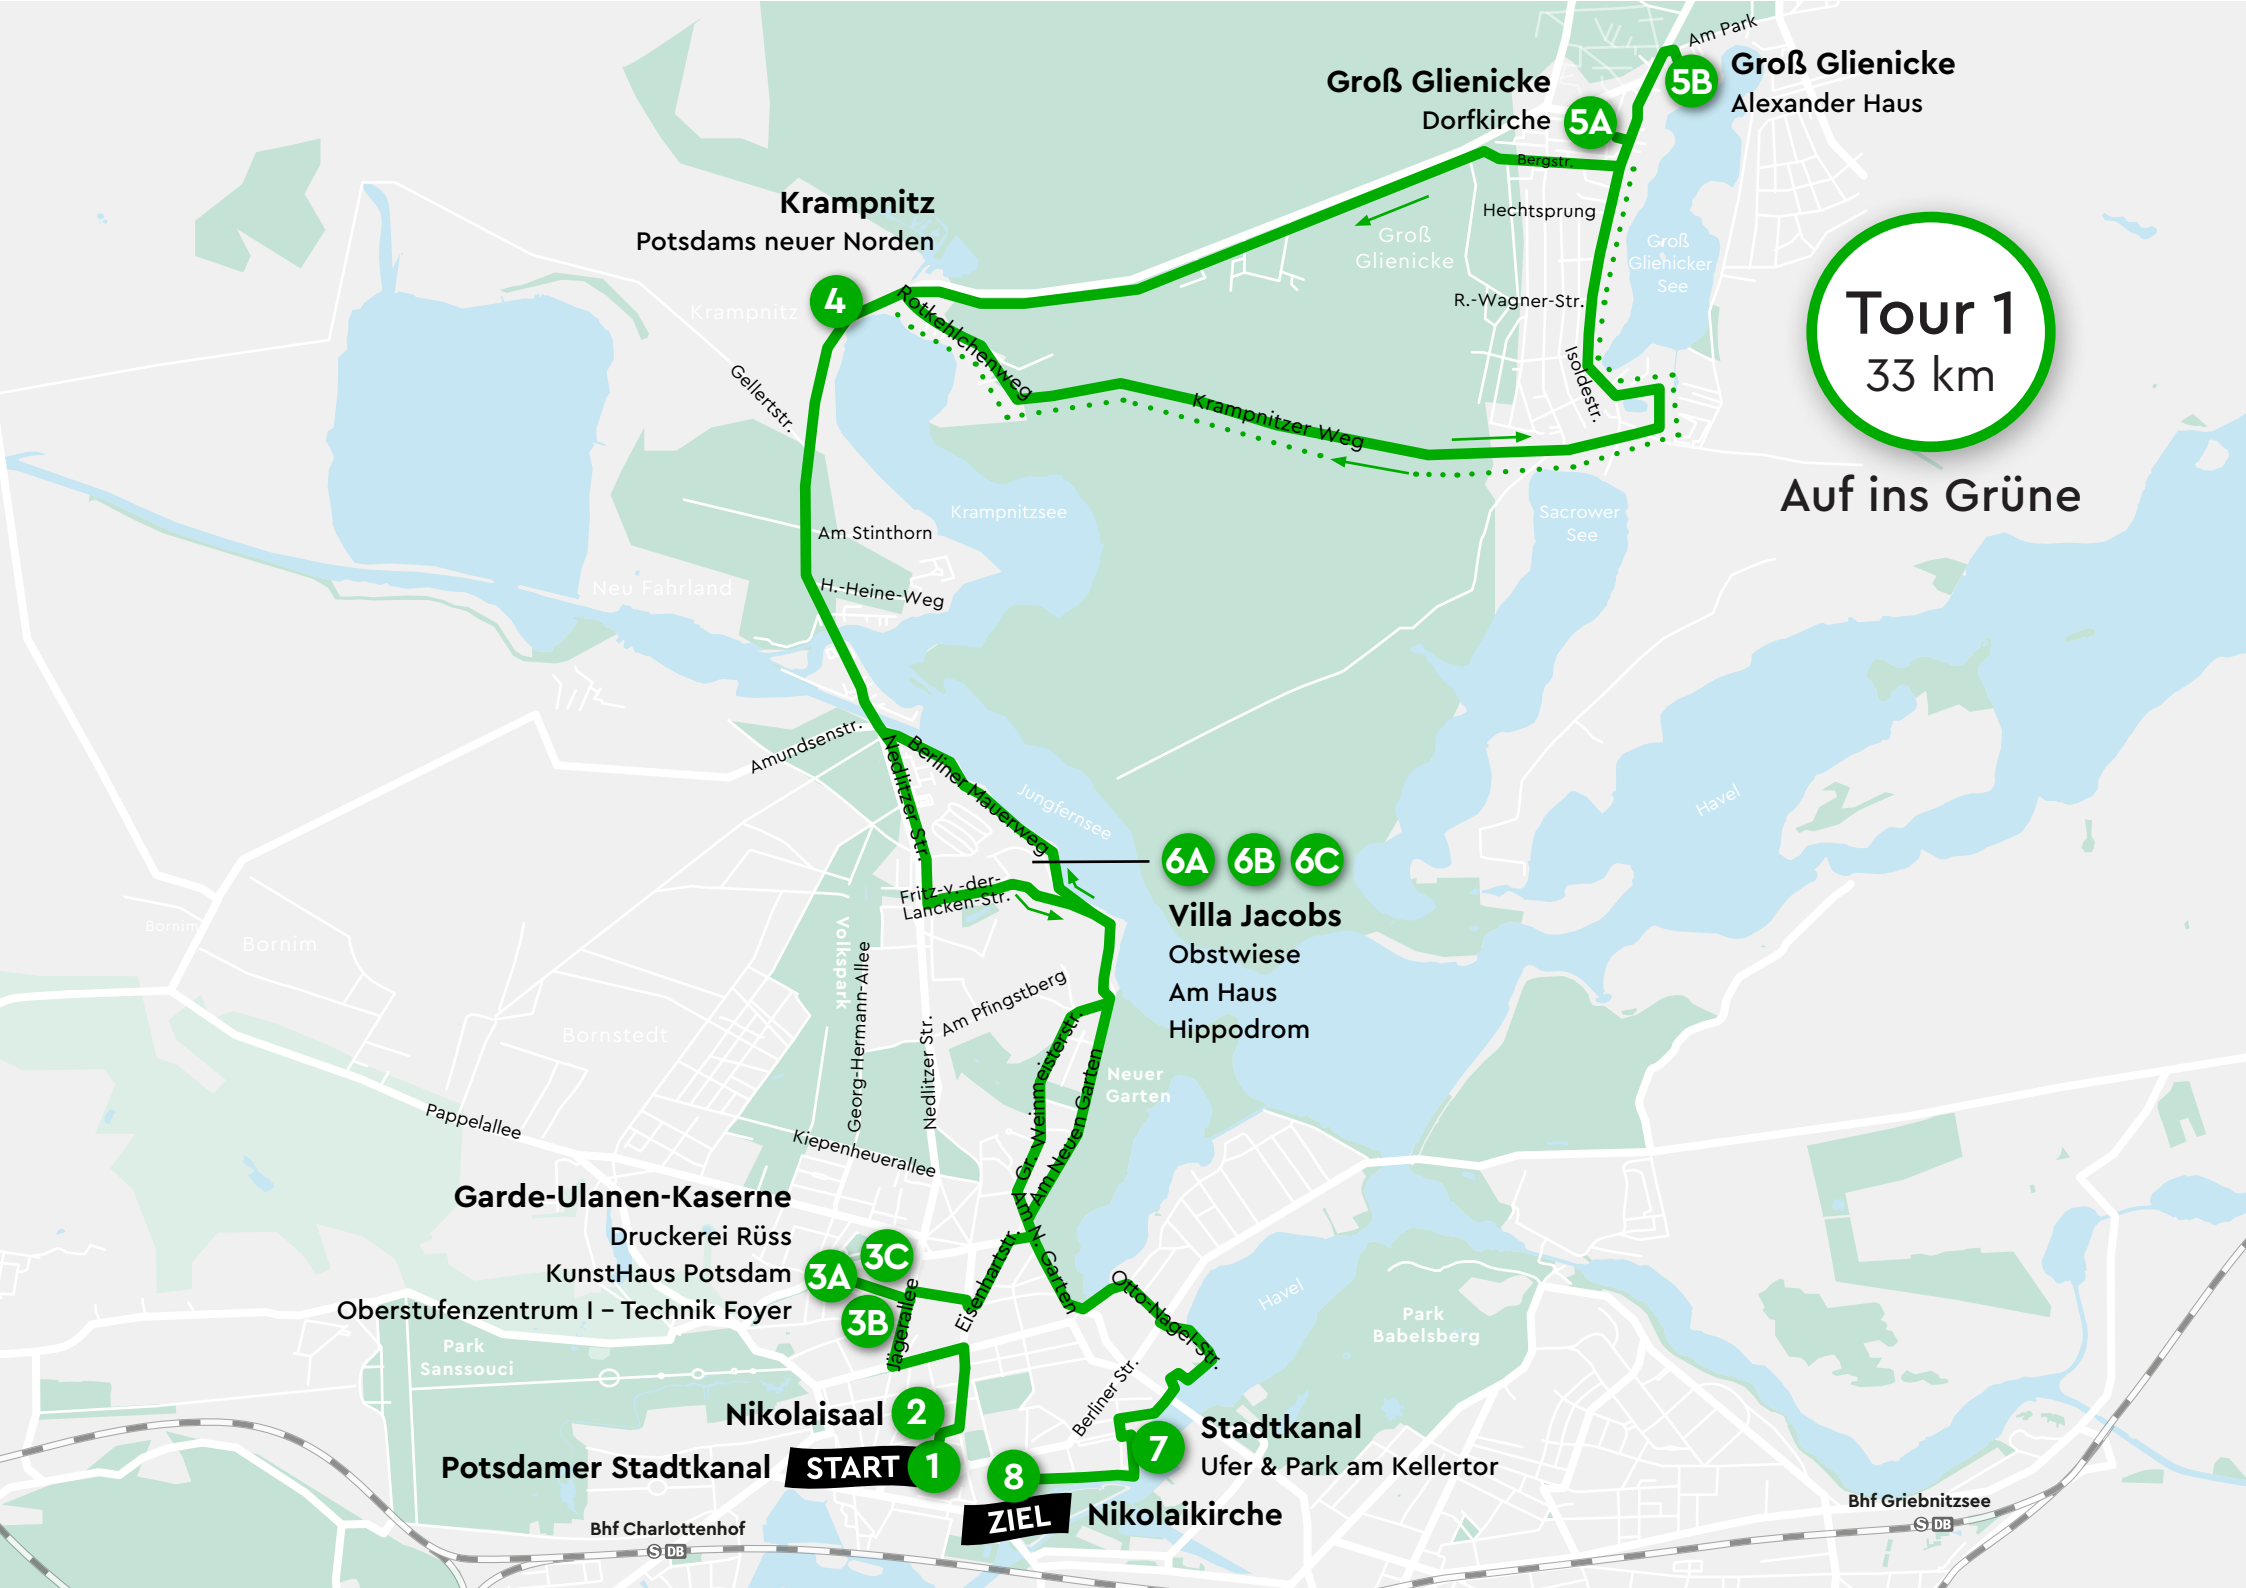 Am Park
Groß Glienicke
Alexander Haus
5B
Groß Glienicke
Dorfkirche
5A
Bergstr.
Krampnitz
Potsdams neuer Norden
4
Hechtsprung
Groß
Glienicke
Groß
Glienicker
See
Tour 1
33 km
Auf ins Grüne
R.-Wagner-Str.
Isoldestr.
Krampnitz
Rotkehlchenweg
Gellertstr.
Krampnitzer Weg
Krampnitzsee
Sacrower
See
Am Stinthorn
H.-Heine-Weg
Neu Fahrland
Amundsenstr.
Nedlitzer Str.
Berliner Mauerweg
Jungfernsee
Havel
6A
6B
6C
Villa Jacobs
Obstwiese
Am Haus
Hippodrom
Fritz-v.-der-
Lancken-Str.
Bornim
Bornim
Volkspark
Georg-Hermann-Allee
Nedlitzer Str.
Am Pfingstberg
Bornstedt
Gr. Weinmeisterstr.
Am Neuen Garten
Neuer
Garten
Pappelallee
Kiepenheuerallee
Am N. Garten
Garde-Ulanen-Kaserne
Druckerei Rüss
KunstHaus Potsdam
Oberstufenzentrum I – Technik Foyer
3A
3C
3B
Jägerallee
Eisenhartstr.
Otto-Nagel-Str.
Havel
Park
Babelsberg
Park
Sanssouci
Berliner Str.
Nikolaisaal
2
Potsdamer Stadtkanal
START
1
8
ZIEL
Nikolaikirche
7
Stadtkanal
Ufer & Park am Kellertor
Bhf Charlottenhof
S DB
Bhf Griebnitzsee
S DB